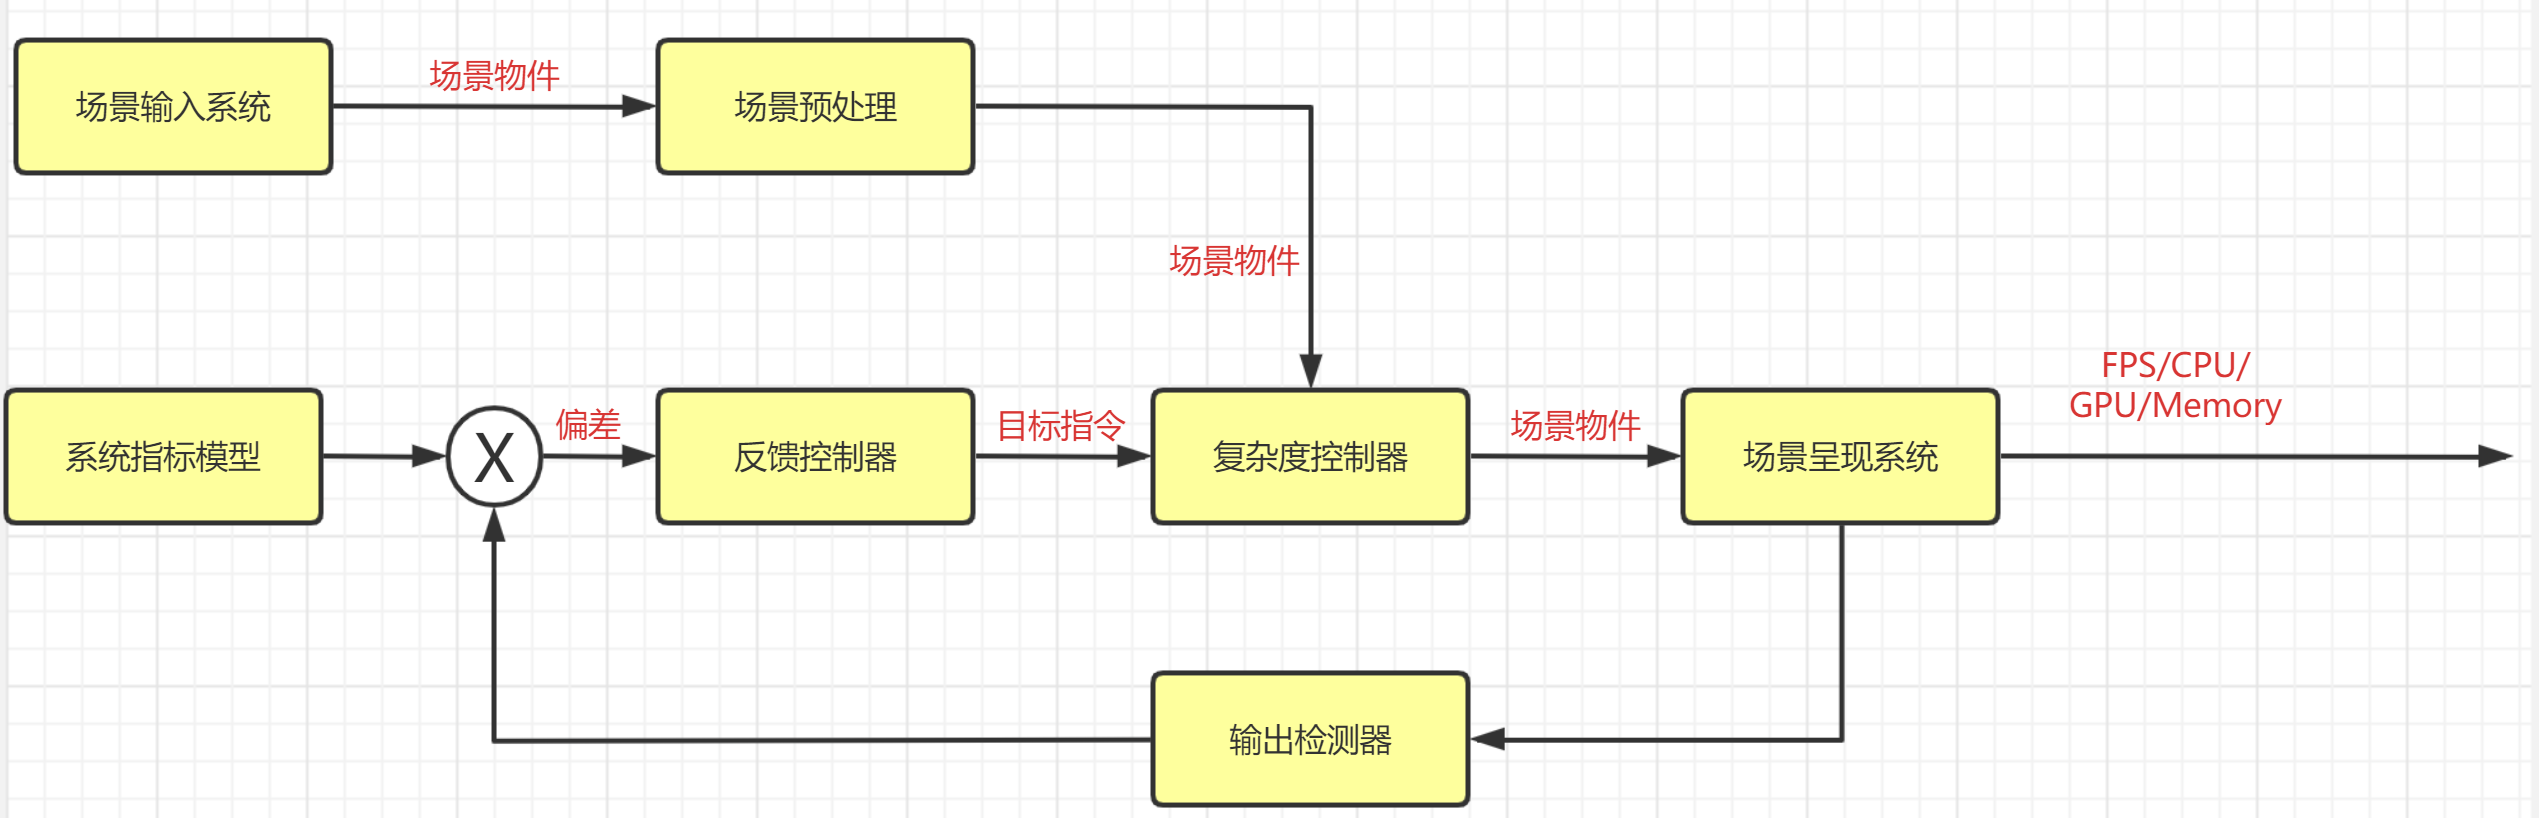 场景输入系统
场景物件
场景预处理
场景物件
系统指标模型
X
偏差
反馈控制器
目标指令
复杂度控制器
场景物件
场景呈现系统
FPS/CPU/
GPU/Memory
输出检测器